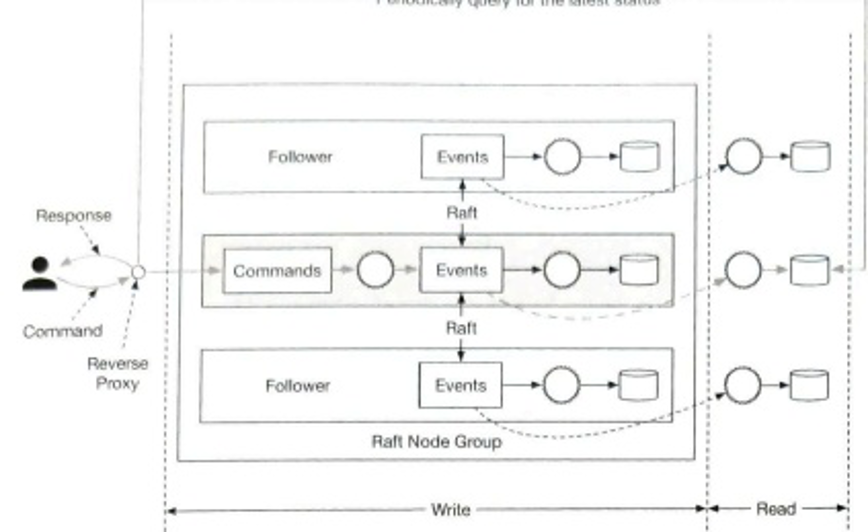 Periodically query for the latest status
Follower
Events
Raft
Response
Commands
Events
Command
Raft
Reverse
Proxy
Follower
Events
Raft Node Group
Write
Read